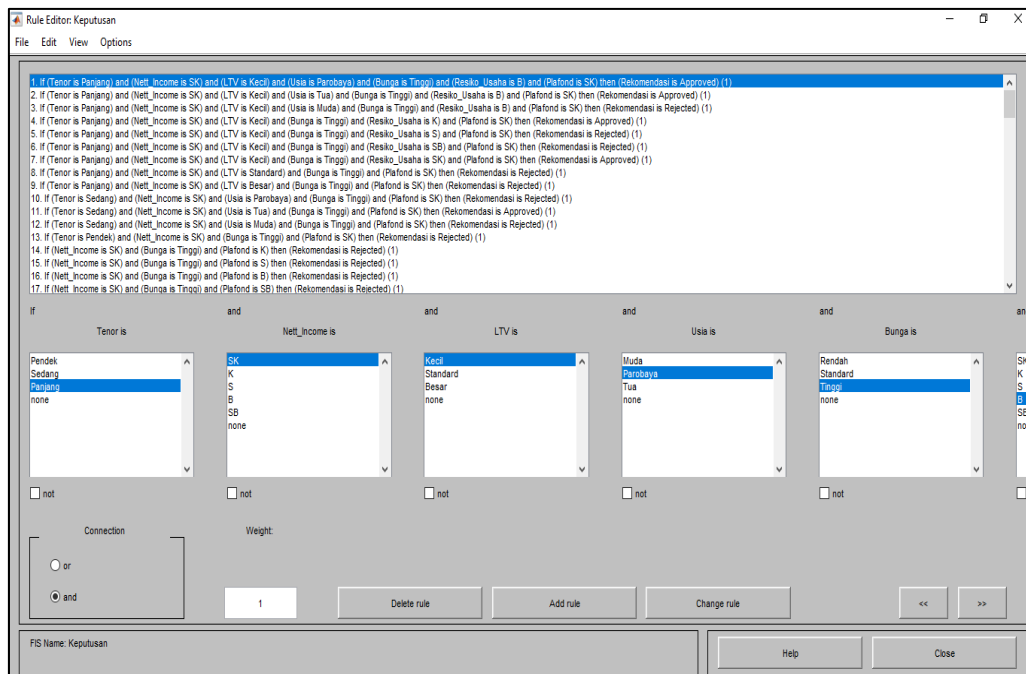 Rule Editor: Keputusan
File Edit View Options
1. If (Tenor is Panjang) and (Nett_Income is SK) and (LTV is Kecil) and (Usia is Parobaya) and (Bunga is Tinggi) and (Resiko_Usaha is B) and (Plafond is SK) then (Rekomendasi is Approved) (1)
2. If (Tenor is Panjang) and (Nett_Income is SK) and (LTV is Kecil) and (Usia is Tua) and (Bunga is Tinggi) and (Resiko_Usaha is B) and (Plafond is SK) then (Rekomendasi is Approved) (1)
3. If (Tenor is Panjang) and (Nett_Income is SK) and (LTV is Kecil) and (Usia is Muda) and (Bunga is Tinggi) and (Resiko_Usaha is B) and (Plafond is SK) then (Rekomendasi is Rejected) (1)
4. If (Tenor is Panjang) and (Nett_Income is SK) and (LTV is Kecil) and (Bunga is Tinggi) and (Resiko_Usaha is K) and (Plafond is SK) then (Rekomendasi is Approved) (1)
5. If (Tenor is Panjang) and (Nett_Income is SK) and (LTV is Kecil) and (Bunga is Tinggi) and (Resiko_Usaha is S) and (Plafond is SK) then (Rekomendasi is Rejected) (1)
6. If (Tenor is Panjang) and (Nett_Income is SK) and (LTV is Kecil) and (Bunga is Tinggi) and (Resiko_Usaha is SB) and (Plafond is SK) then (Rekomendasi is Rejected) (1)
7. If (Tenor is Panjang) and (Nett_Income is SK) and (LTV is Kecil) and (Bunga is Tinggi) and (Resiko_Usaha is SK) and (Plafond is SK) then (Rekomendasi is Approved) (1)
8. If (Tenor is Panjang) and (Nett_Income is SK) and (LTV is Standard) and (Bunga is Tinggi) and (Plafond is SK) then (Rekomendasi is Rejected) (1)
9. If (Tenor is Panjang) and (Nett_Income is SK) and (LTV is Besar) and (Bunga is Tinggi) and (Plafond is SK) then (Rekomendasi is Rejected) (1)
10. If (Tenor is Sedang) and (Nett_Income is SK) and (Usia is Parobaya) and (Bunga is Tinggi) and (Plafond is SK) then (Rekomendasi is Rejected) (1)
11. If (Tenor is Sedang) and (Nett_Income is SK) and (Usia is Tua) and (Bunga is Tinggi) and (Plafond is SK) then (Rekomendasi is Approved) (1)
12. If (Tenor is Sedang) and (Nett_Income is SK) and (Usia is Muda) and (Bunga is Tinggi) and (Plafond is SK) then (Rekomendasi is Rejected) (1)
13. If (Tenor is Pendek) and (Nett_Income is SK) and (Bunga is Tinggi) and (Plafond is SK) then (Rekomendasi is Rejected) (1)
14. If (Nett_Income is SK) and (Bunga is Tinggi) and (Plafond is K) then (Rekomendasi is Rejected) (1)
15. If (Nett_Income is SK) and (Bunga is Tinggi) and (Plafond is S) then (Rekomendasi is Rejected) (1)
16. If (Nett_Income is SK) and (Bunga is Tinggi) and (Plafond is B) then (Rekomendasi is Rejected) (1)
17. If (Nett_Income is SK) and (Bunga is Tinggi) and (Plafond is SB) then (Rekomendasi is Rejected) (1)
If and and and and an
Tenor is Nett_Income is LTV is Usia is Bunga is
Pendek SK Kecil Muda Rendah SK
Sedang K Standard Parobaya Standard K
Panjang S Besar Tua Tinggi S
none B none none none B
SB SB
none no
not not not not not
Connection Weight:
or
and 1 Delete rule Add rule Change rule << >>
FIS Name: Keputusan
Help Close